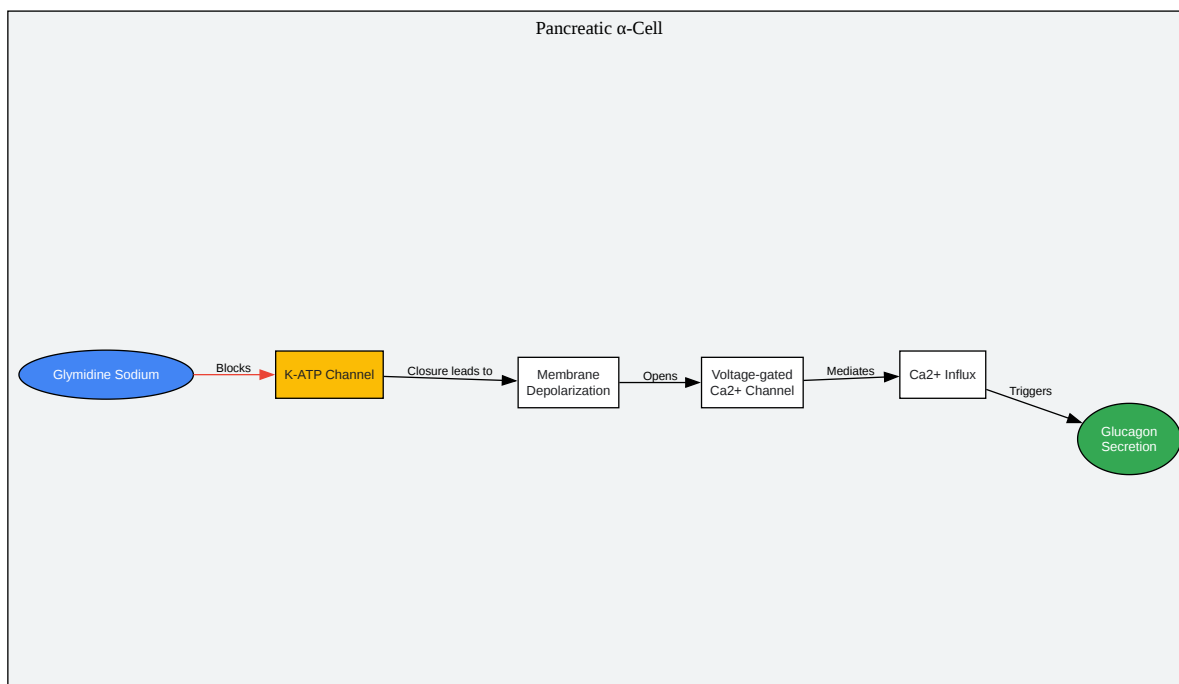 Pancreatic α-Cell
Glymidine Sodium
Blocks
K-ATP Channel
Closure leads to
Membrane
Depolarization
Opens
Voltage-gated
Ca2+ Channel
Mediates
Ca2+ Influx
Triggers
Glucagon
Secretion